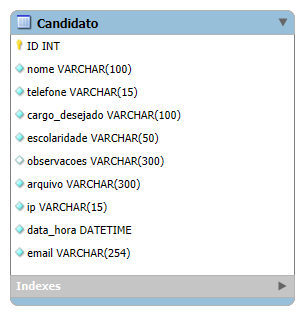 Candidato
ID INT
nome VARCHAR(100)
telefone VARCHAR(15)
cargo_desejado VARCHAR(100)
escolaridade VARCHAR(50)
observacoes VARCHAR(300)
arquivo VARCHAR(300)
ip VARCHAR(15)
data_hora DATETIME
email VARCHAR(254)
Indexes